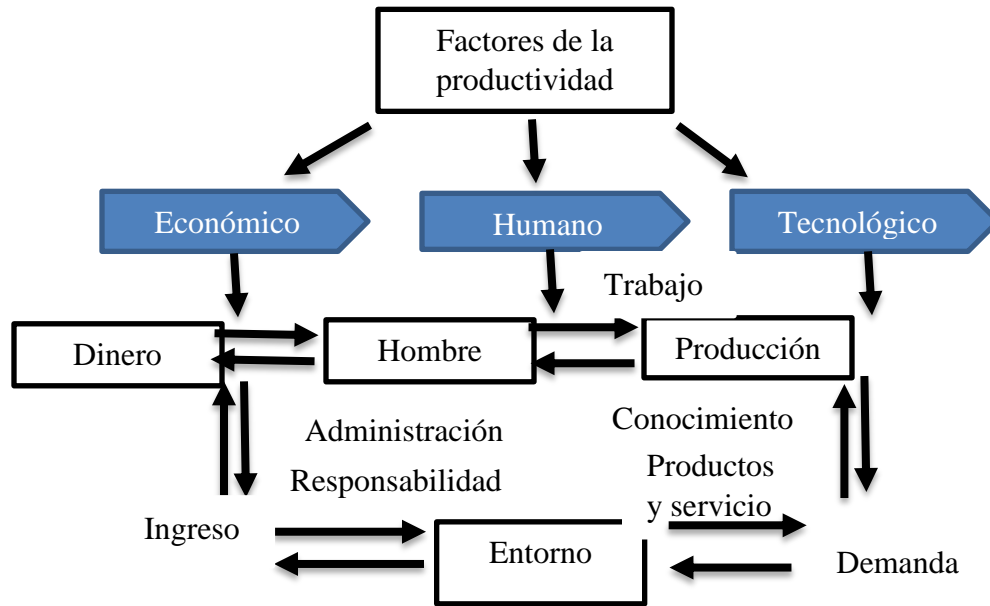 Factores de la
productividad
Económico
Humano
Tecnológico
Trabajo
Dinero
Hombre
Producción
Administración
Conocimiento
Responsabilidad
Productos
y servicio
Ingreso
Entorno
Demanda